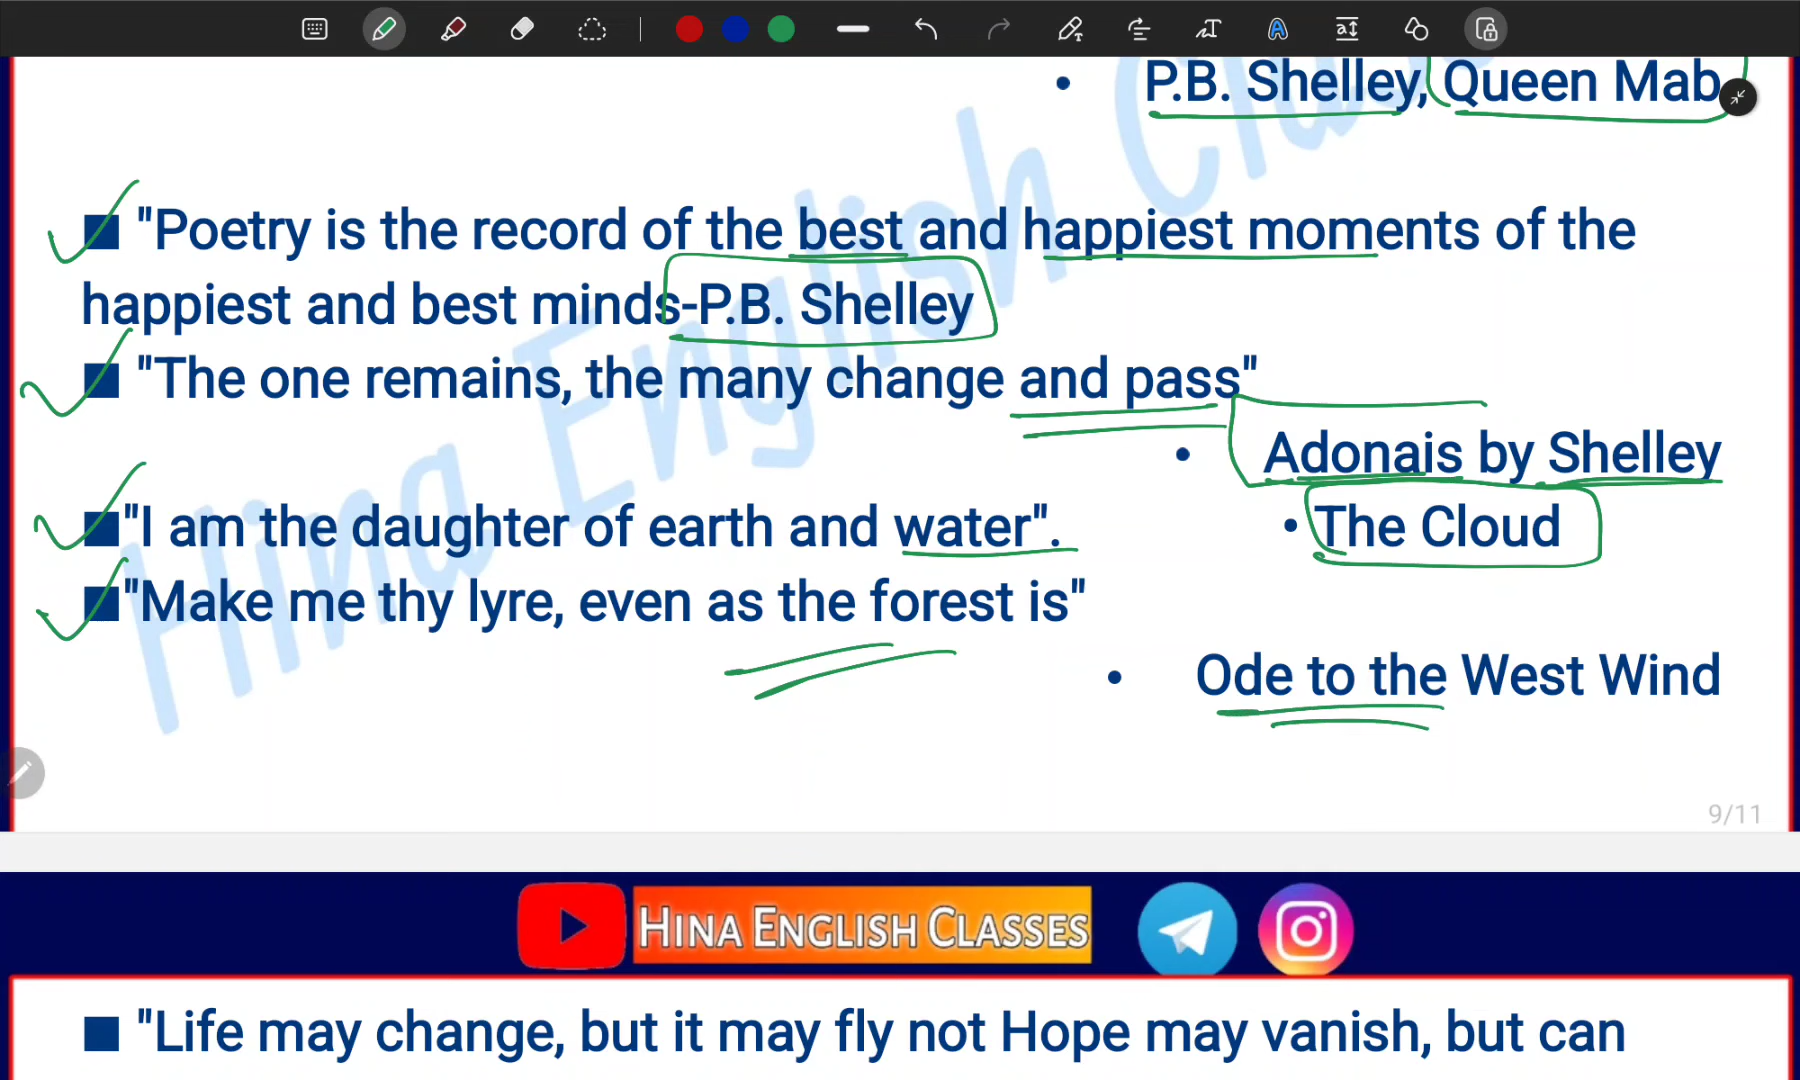 • P.B. Shelley, Queen Mab
■ "Poetry is the record of the best and happiest moments of the
happiest and best minds-P.B. Shelley
■ "The one remains, the many change and pass"
• Adonais by Shelley
■ "I am the daughter of earth and water". • The Cloud
■ "Make me thy lyre, even as the forest is"
• Ode to the West Wind
Hina English Cla
9/11
HINA ENGLISH CLASSES
■ "Life may change, but it may fly not Hope may vanish, but can